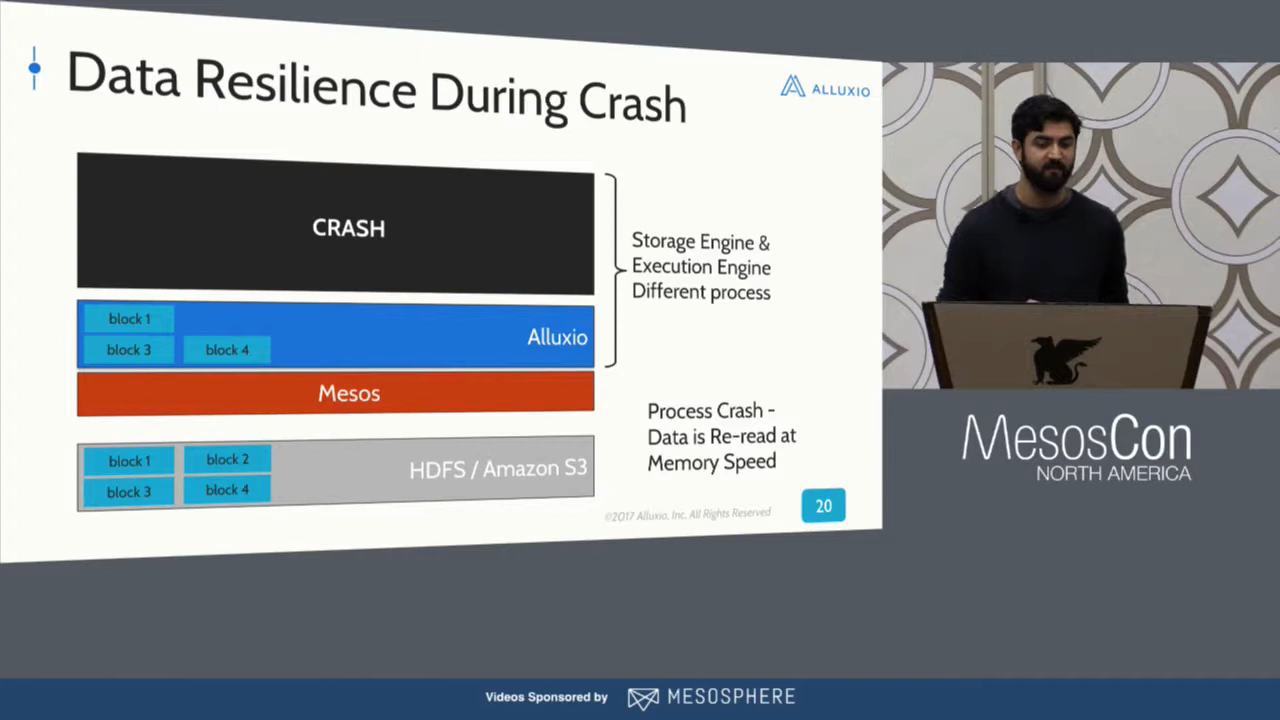 Data Resilience During Crash
ALLUXIO
CRASH
Storage Engine &
Execution Engine
Different process
block 1
block 3 block 4
Alluxio
Mesos
Process Crash -
Data is Re-read at
Memory Speed
block 1 block 2
block 3 block 4
HDFS / Amazon S3
©2017 Alluxio, Inc. All Rights Reserved
20
MesosCon
NORTH AMERICA
Videos Sponsored by MESOSPHERE